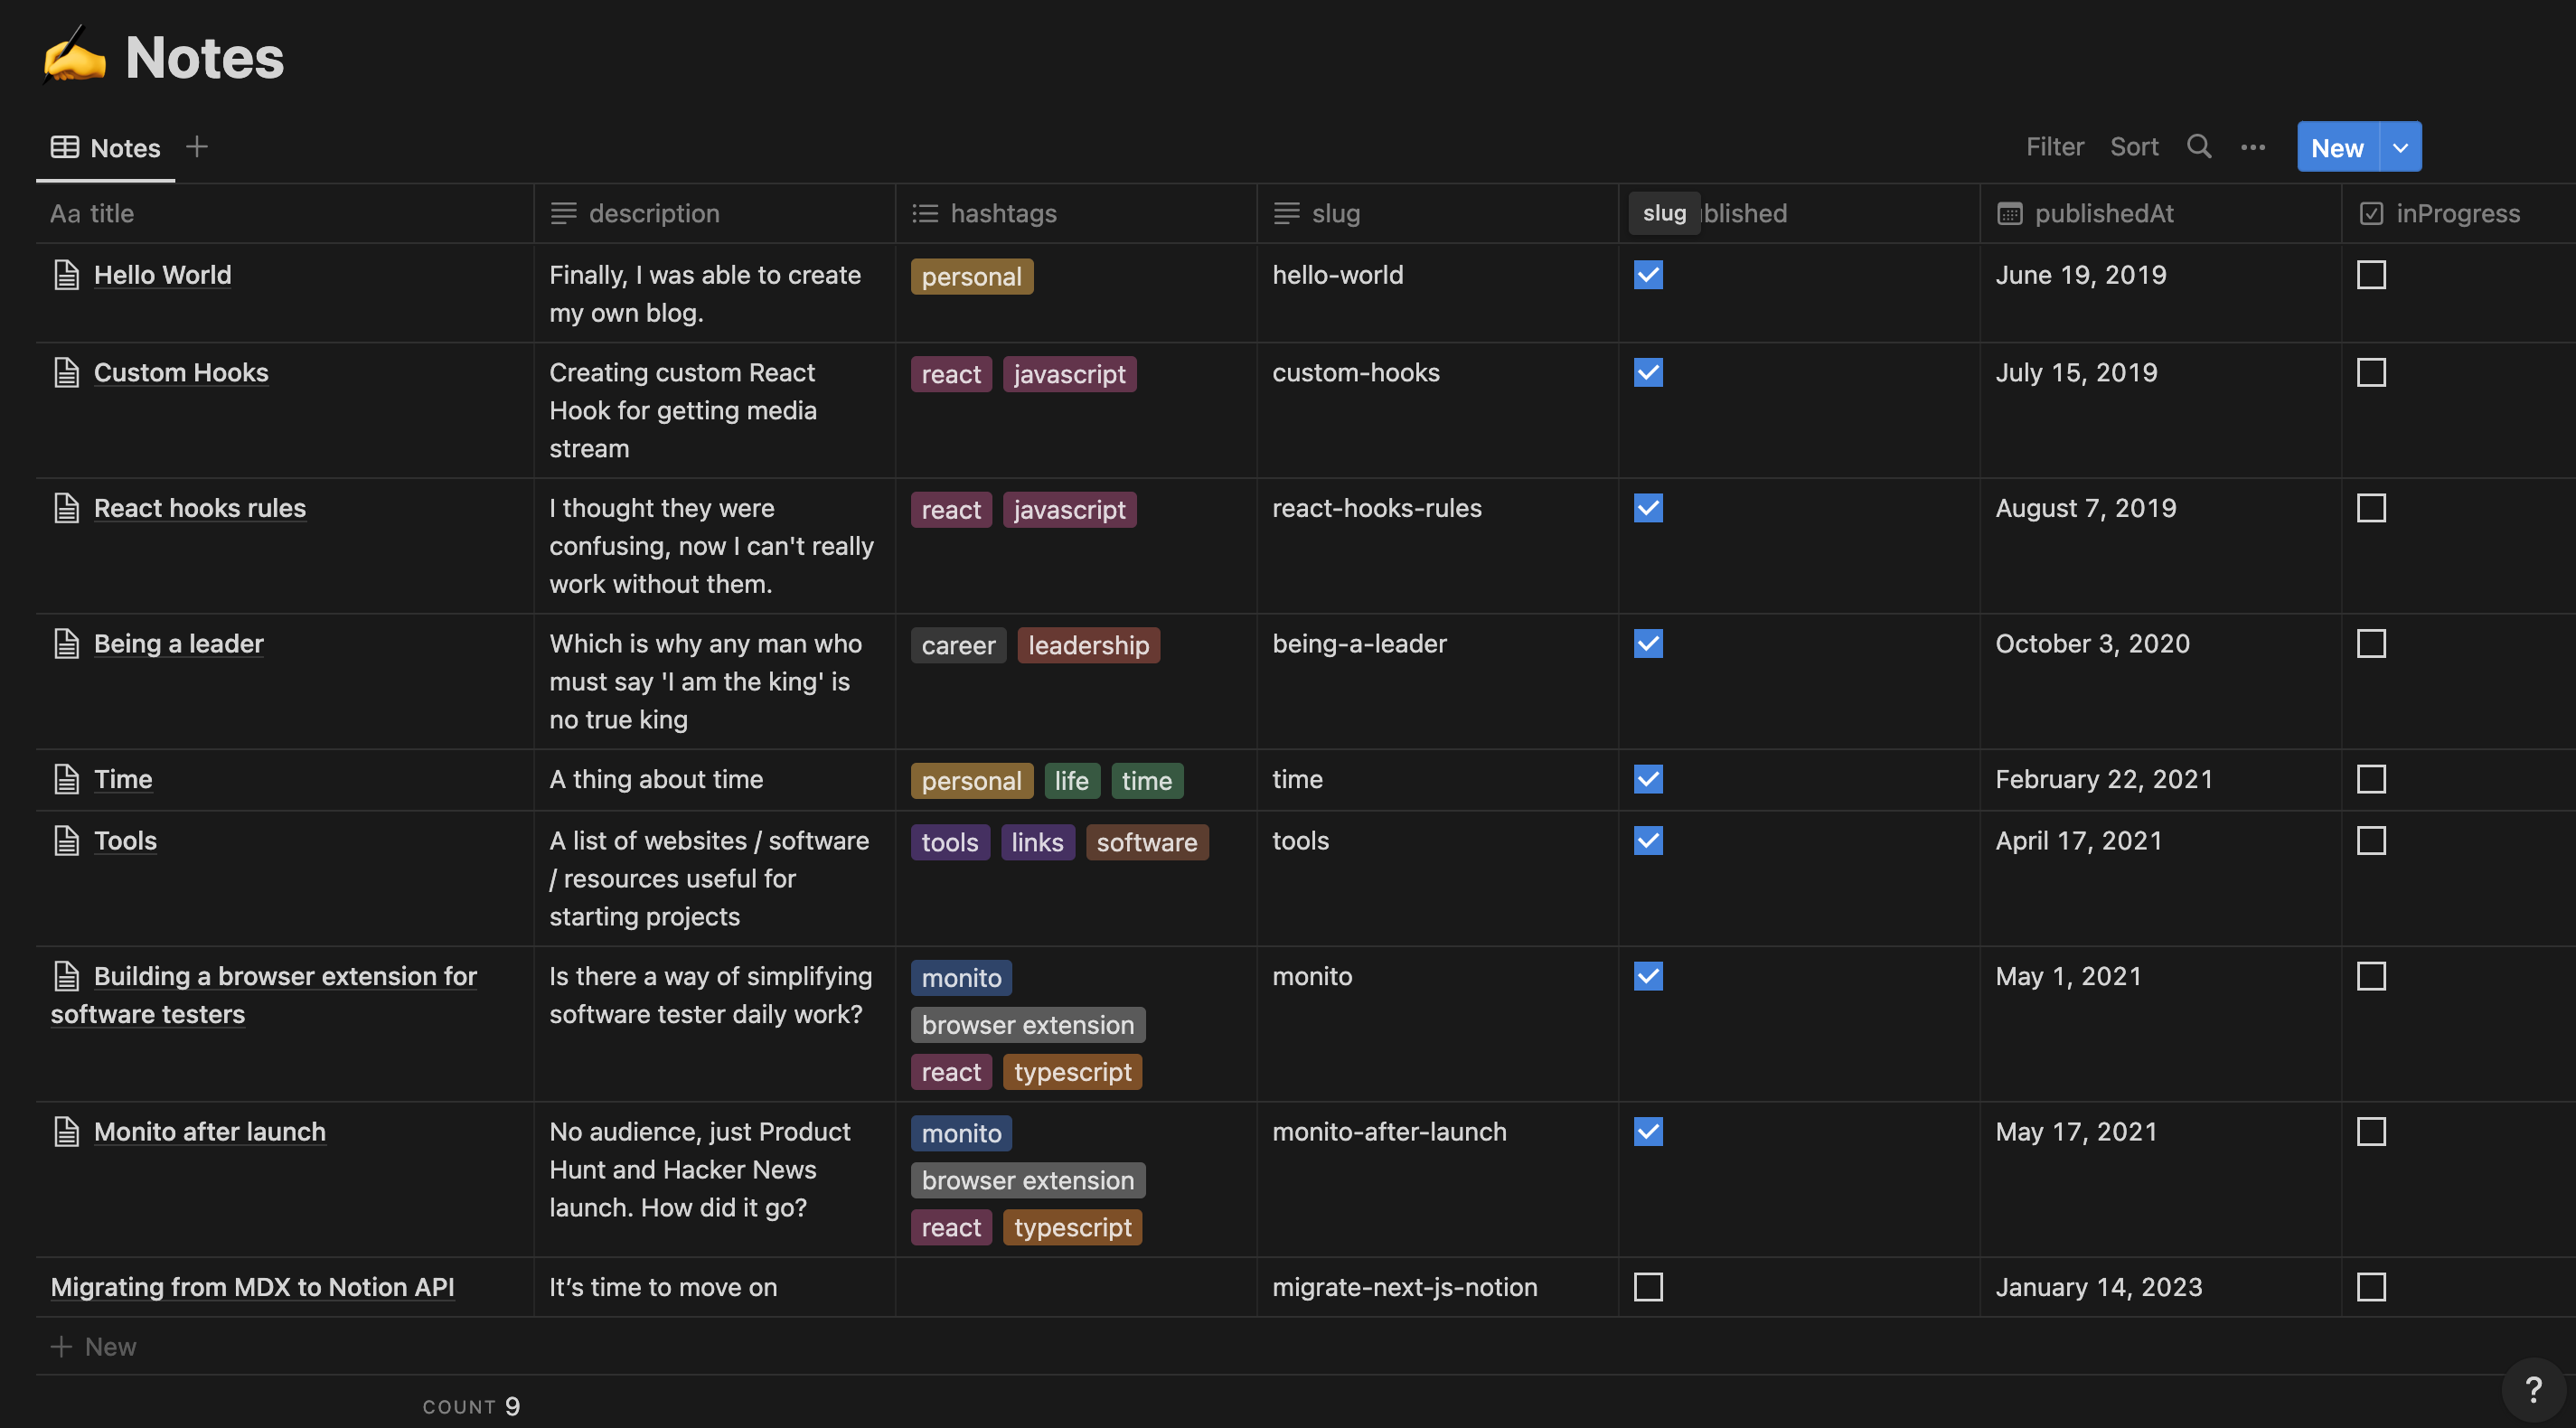 Notes
Notes
Filter Sort New
Aa title description hashtags slug slug blished publishedAt inProgress
Hello World
Finally, I was able to create
my own blog.
personal
hello-world
June 19, 2019
Custom Hooks
Creating custom React
Hook for getting media
stream
react javascript
custom-hooks
July 15, 2019
React hooks rules
I thought they were
confusing, now I can't really
work without them.
react javascript
react-hooks-rules
August 7, 2019
Being a leader
Which is why any man who
must say 'I am the king' is
no true king
career leadership
being-a-leader
October 3, 2020
Time
A thing about time
personal life time
time
February 22, 2021
Tools
A list of websites / software
/ resources useful for
starting projects
tools links software
tools
April 17, 2021
Building a browser extension for
software testers
Is there a way of simplifying
software tester daily work?
monito
browser extension
react typescript
monito
May 1, 2021
Monito after launch
No audience, just Product
Hunt and Hacker News
launch. How did it go?
monito
browser extension
react typescript
monito-after-launch
May 17, 2021
Migrating from MDX to Notion API
It’s time to move on
migrate-next-js-notion
January 14, 2023
New
COUNT 9
?